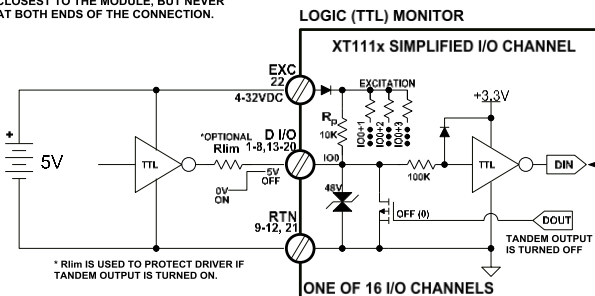 CLOSEST TO THE MODULE, BUT NEVER
AT BOTH ENDS OF THE CONNECTION.
LOGIC (TTL) MONITOR
XT111x SIMPLIFIED I/O CHANNEL
EXC
22
4-32VDC
EXCITATION
+3.3V
Rp
10K
IO0+1
IO0+2
IO0+3
+
5V
TTL
*OPTIONAL
Rlim
D I/O
1-8,13-20
IO0
5V
OFF
0V
ON
100K
TTL
DIN
48V
OFF (0)
DOUT
RTN
9-12, 21
TANDEM OUTPUT
IS TURNED OFF
* Rlim IS USED TO PROTECT DRIVER IF
TANDEM OUTPUT IS TURNED ON.
ONE OF 16 I/O CHANNELS